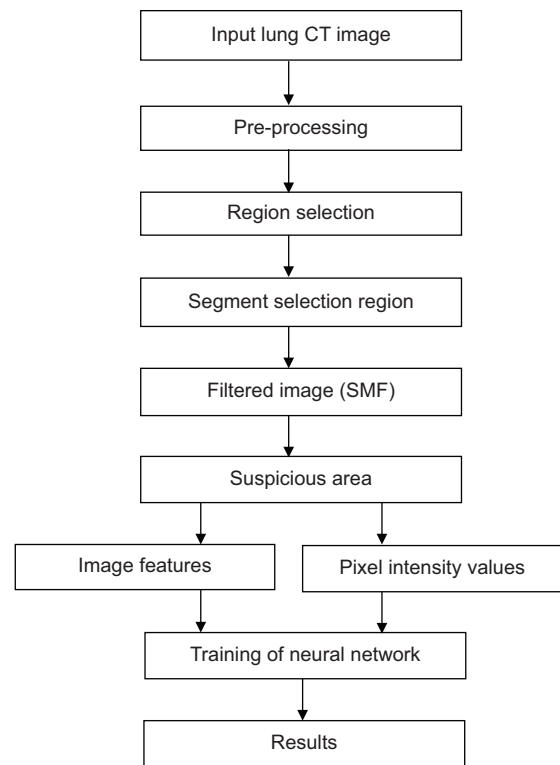 Input lung CT image
Pre-processing
Region selection
Segment selection region
Filtered image (SMF)
Suspicious area
Image features
Pixel intensity values
Training of neural network
Results